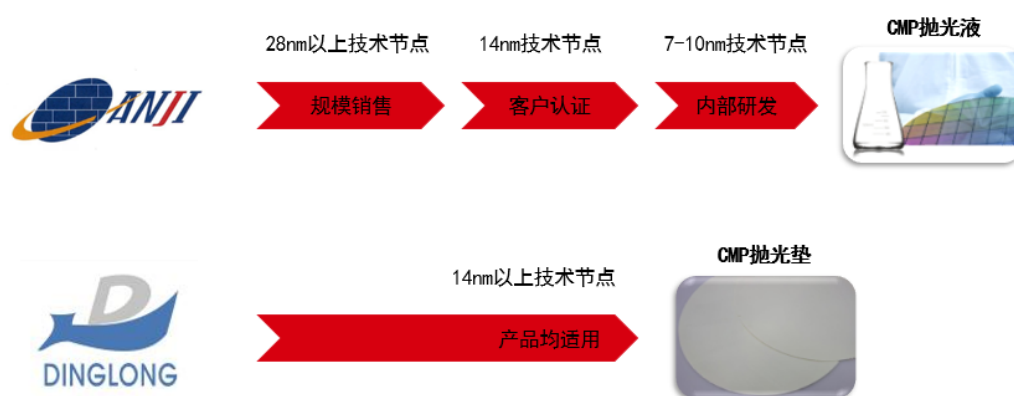 28nm以上技术节点
14nm技术节点
7-10nm技术节点
CMP抛光液
ANJI
规模销售
客户认证
内部研发
CMP抛光垫
14nm以上技术节点
D
DINGLONG
产品均适用